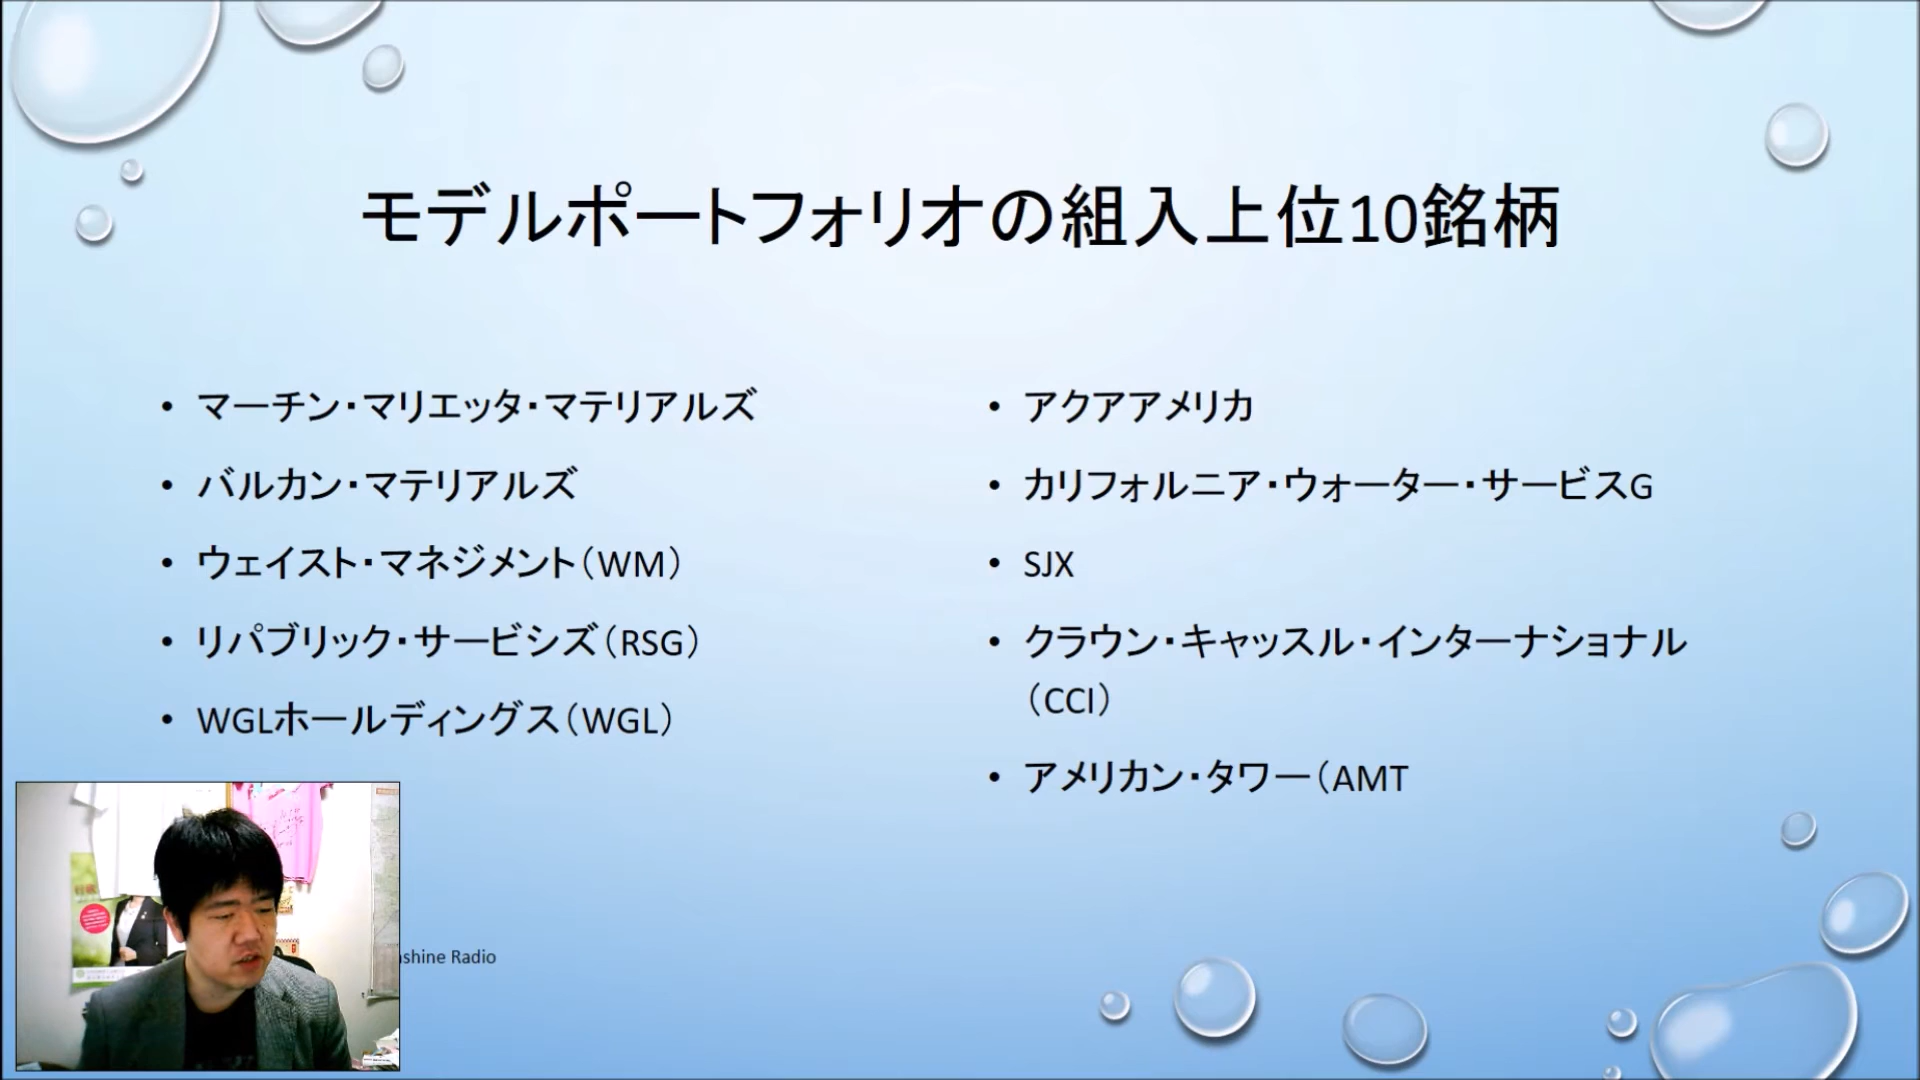 モデルポートフォリオの組入上位10銘柄
• マーチン・マリエッタ・マテリアルズ
• バルカン・マテリアルズ
• ウェイスト・マネジメント（WM）
• リパブリック・サービシズ（RSG）
• WGLホールディングス（WGL）
• アクアアメリカ
• カリフォルニア・ウォーター・サービスG
• SJX
• クラウン・キャッスル・インターナショナル
（CCI）
• アメリカン・タワー（AMT
shine Radio